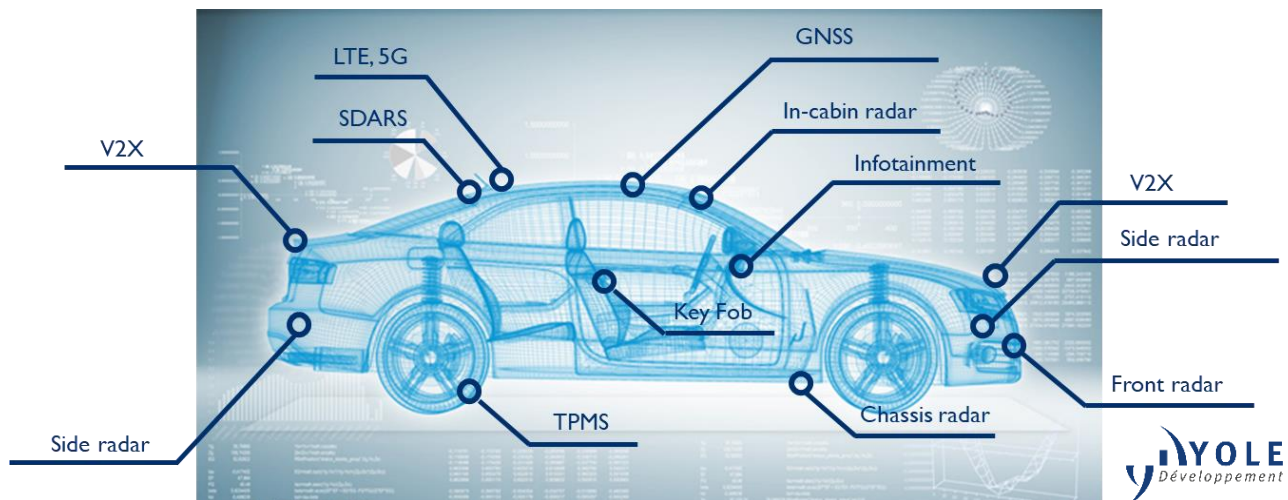 GNSS
LTE, 5G
SDARS
In-cabin radar
V2X
Infotainment
V2X
Side radar
Key Fob
Front radar
Chassis radar
TPMS
Side radar
YOLE
Développement